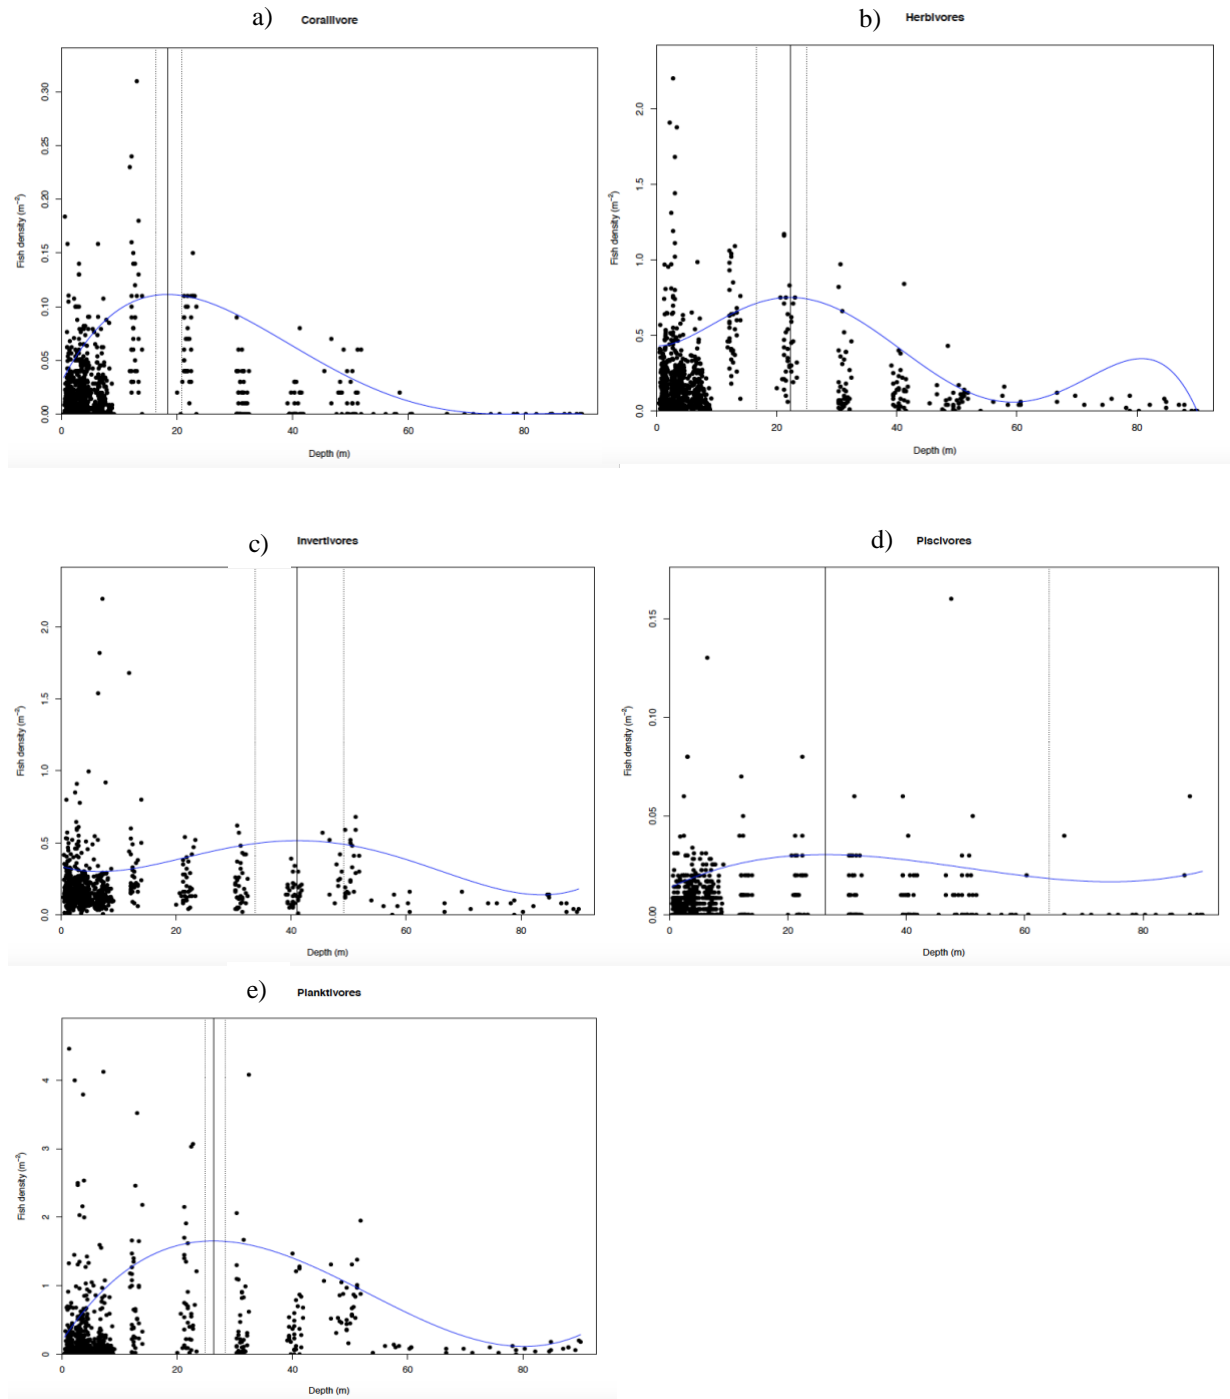 a) Corallivore
Fish density (m⁻²)
0.00 0.05 0.10 0.15 0.20 0.25 0.30
0 20 40 60 80
Depth (m)
b) Herbivores
Fish density (m⁻²)
0.0 0.5 1.0 1.5 2.0
0 20 40 60 80
Depth (m)
c) Invertivores
Fish density (m⁻²)
0.0 0.5 1.0 1.5 2.0
0 20 40 60 80
Depth (m)
d) Piscivores
Fish density (m⁻²)
0.00 0.05 0.10 0.15
0 20 40 60 80
Depth (m)
e) Planktivores
Fish density (m⁻²)
0 1 2 3 4
0 20 40 60 80
Depth (m)